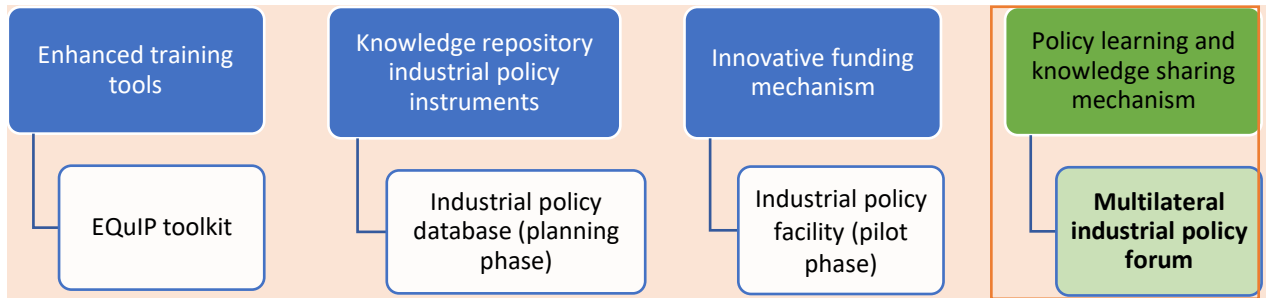 Enhanced training
tools
Knowledge repository
industrial policy
instruments
Innovative funding
mechanism
Policy learning and
knowledge sharing
mechanism
EQuIP toolkit
Industrial policy
database (planning
phase)
Industrial policy
facility (pilot
phase)
Multilateral
industrial policy
forum